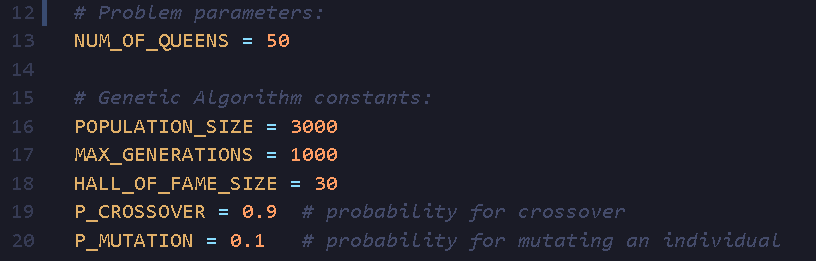 12 # Problem parameters:
13 NUM_OF_QUEENS = 50
14
15 # Genetic Algorithm constants:
16 POPULATION_SIZE = 3000
17 MAX_GENERATIONS = 1000
18 HALL_OF_FAME_SIZE = 30
19 P_CROSSOVER = 0.9  # probability for crossover
20 P_MUTATION = 0.1   # probability for mutating an individual